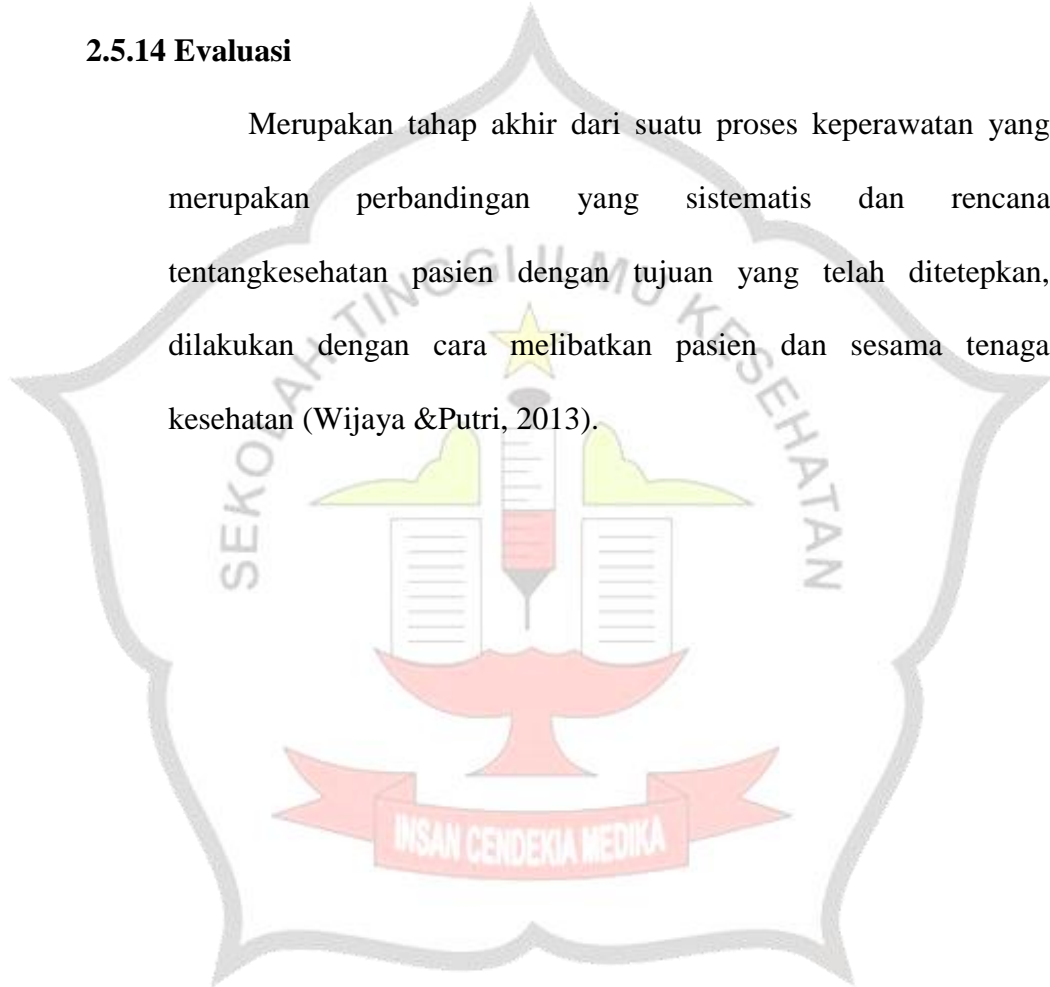 2.5.14 Evaluasi
Merupakan tahap akhir dari suatu proses keperawatan yang
merupakan perbandingan yang sistematis dan rencana
tentangkesehatan pasien dengan tujuan yang telah ditetepkan,
dilakukan dengan cara melibatkan pasien dan sesama tenaga
kesehatan (Wijaya &Putri, 2013).
SEKOLAH TINGGI ILMU KESEHATAN
INSAN CENDEKIA MEDIKA